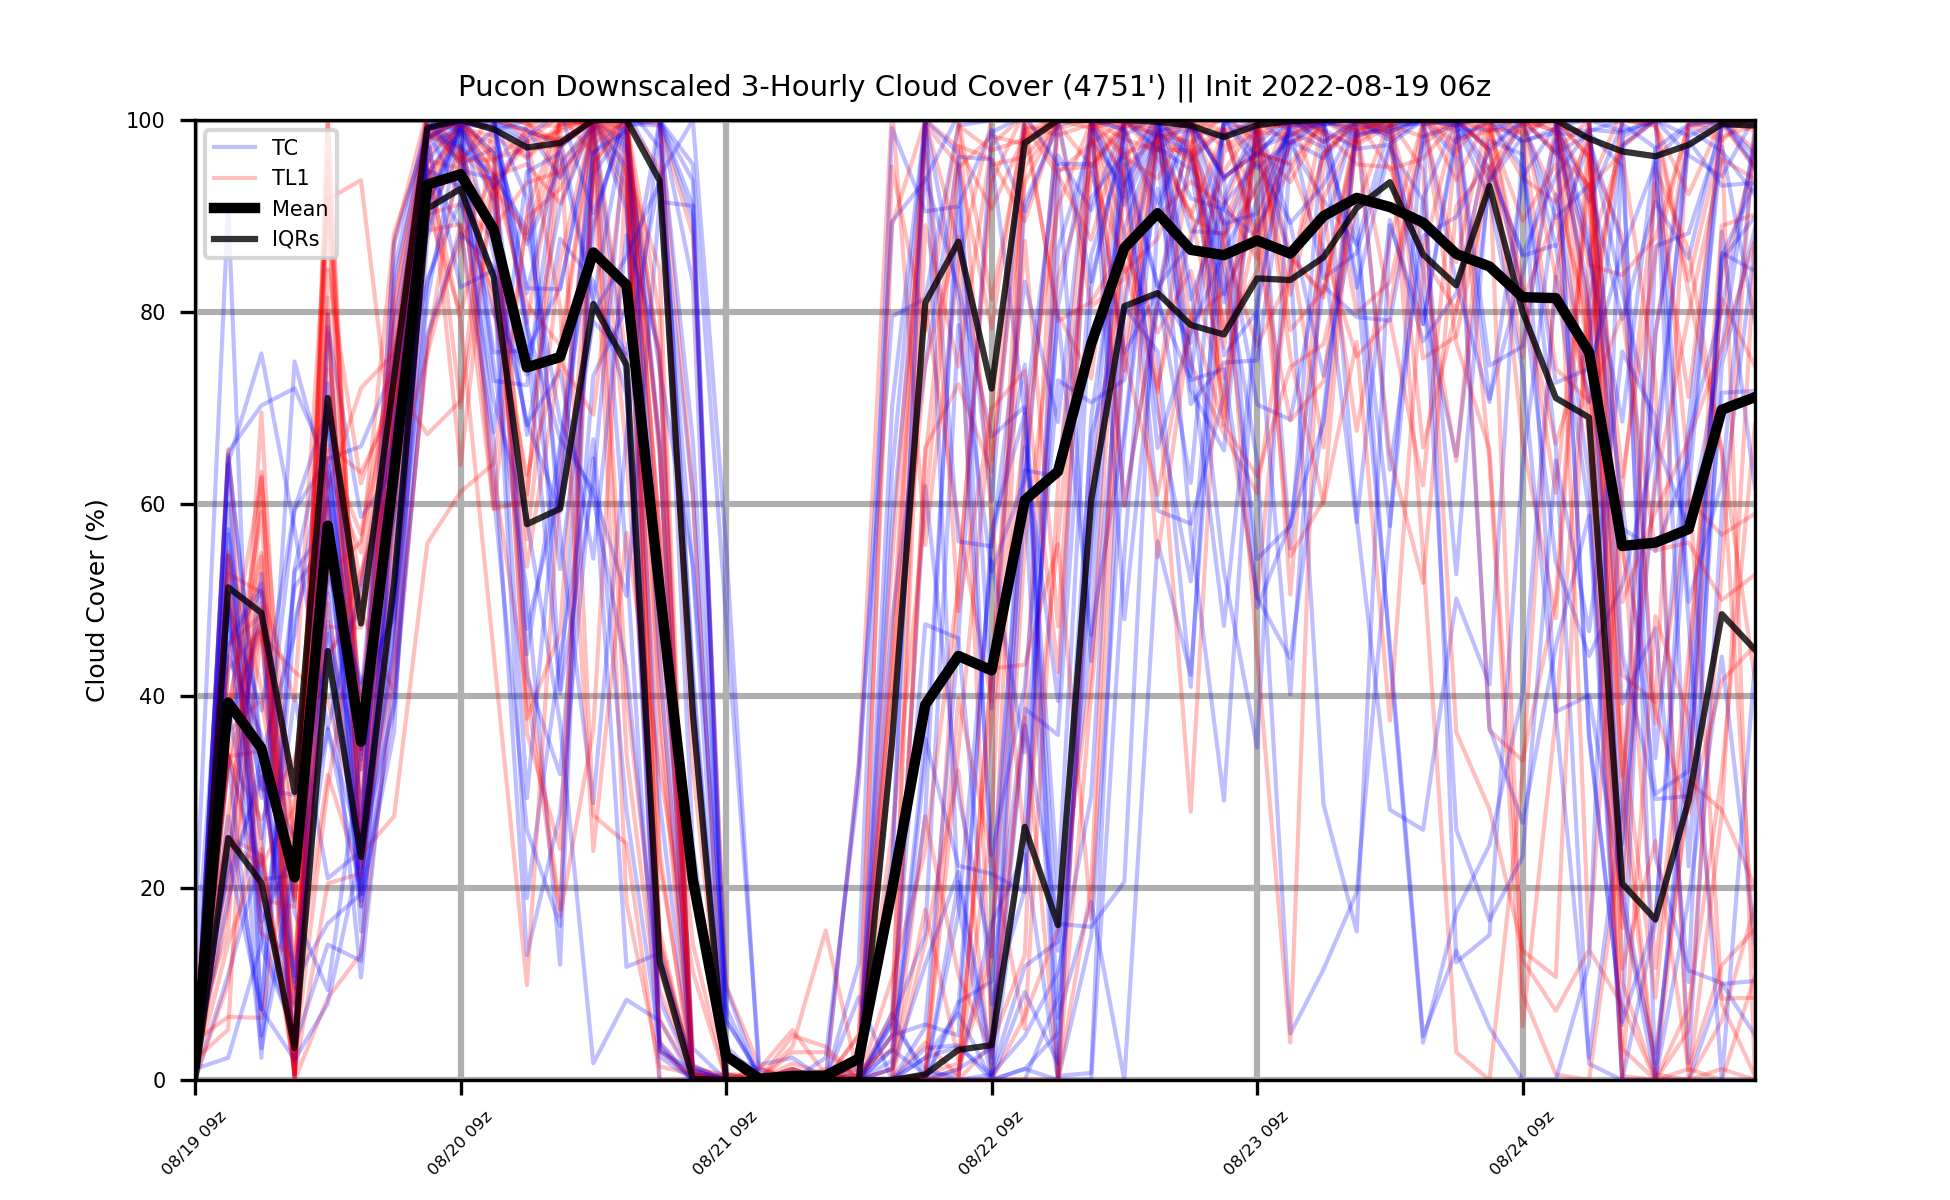 Pucon Downscaled 3-Hourly Cloud Cover (4751') || Init 2022-08-19 06z
TC
TL1
Mean
IQRs
Cloud Cover (%)
100
80
60
40
20
0
08/19 09z
08/20 09z
08/21 09z
08/22 09z
08/23 09z
08/24 09z